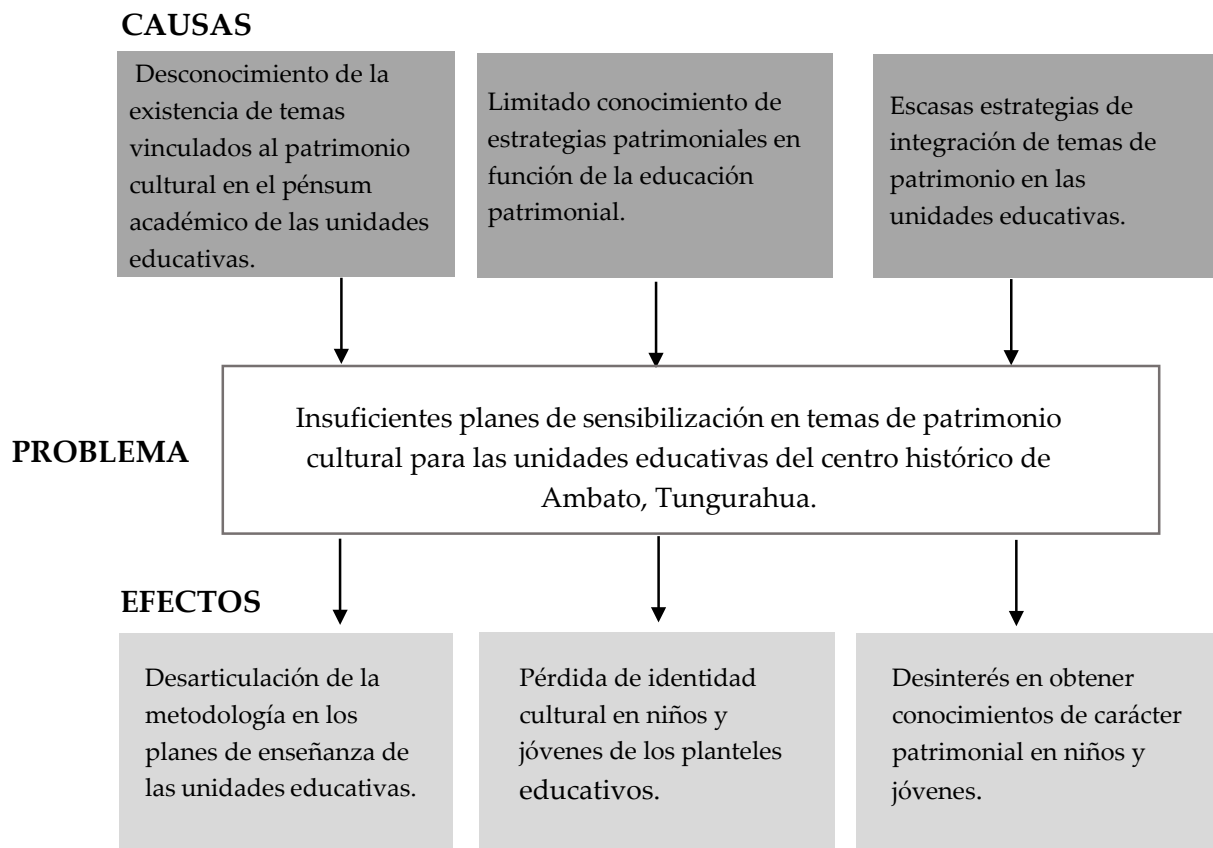 CAUSAS
Desconocimiento de la
existencia de temas
vinculados al patrimonio
cultural en el pénsum
académico de las unidades
educativas.
Limitado conocimiento de
estrategias patrimoniales en
función de la educación
patrimonial.
Escasas estrategias de
integración de temas de
patrimonio en las
unidades educativas.
PROBLEMA
Insuficientes planes de sensibilización en temas de patrimonio
cultural para las unidades educativas del centro histórico de
Ambato, Tungurahua.
EFECTOS
Desarticulación de la
metodología en los
planes de enseñanza de
las unidades educativas.
Pérdida de identidad
cultural en niños y
jóvenes de los planteles
educativos.
Desinterés en obtener
conocimientos de carácter
patrimonial en niños y
jóvenes.